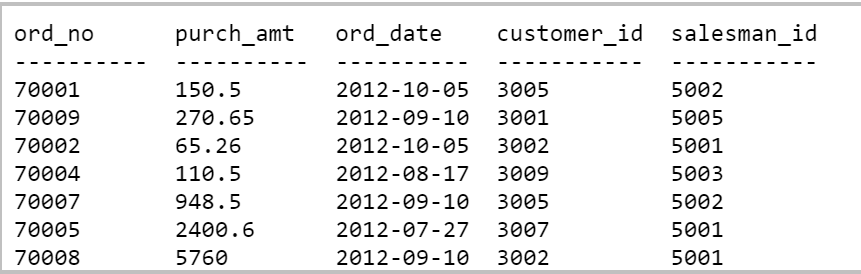 ord_no      purch_amt   ord_date    customer_id  salesman_id
----------  ----------  ----------  -----------  -----------
70001       150.5       2012-10-05  3005         5002
70009       270.65      2012-09-10  3001         5005
70002       65.26       2012-10-05  3002         5001
70004       110.5       2012-08-17  3009         5003
70007       948.5       2012-09-10  3005         5002
70005       2400.6      2012-07-27  3007         5001
70008       5760        2012-09-10  3002         5001